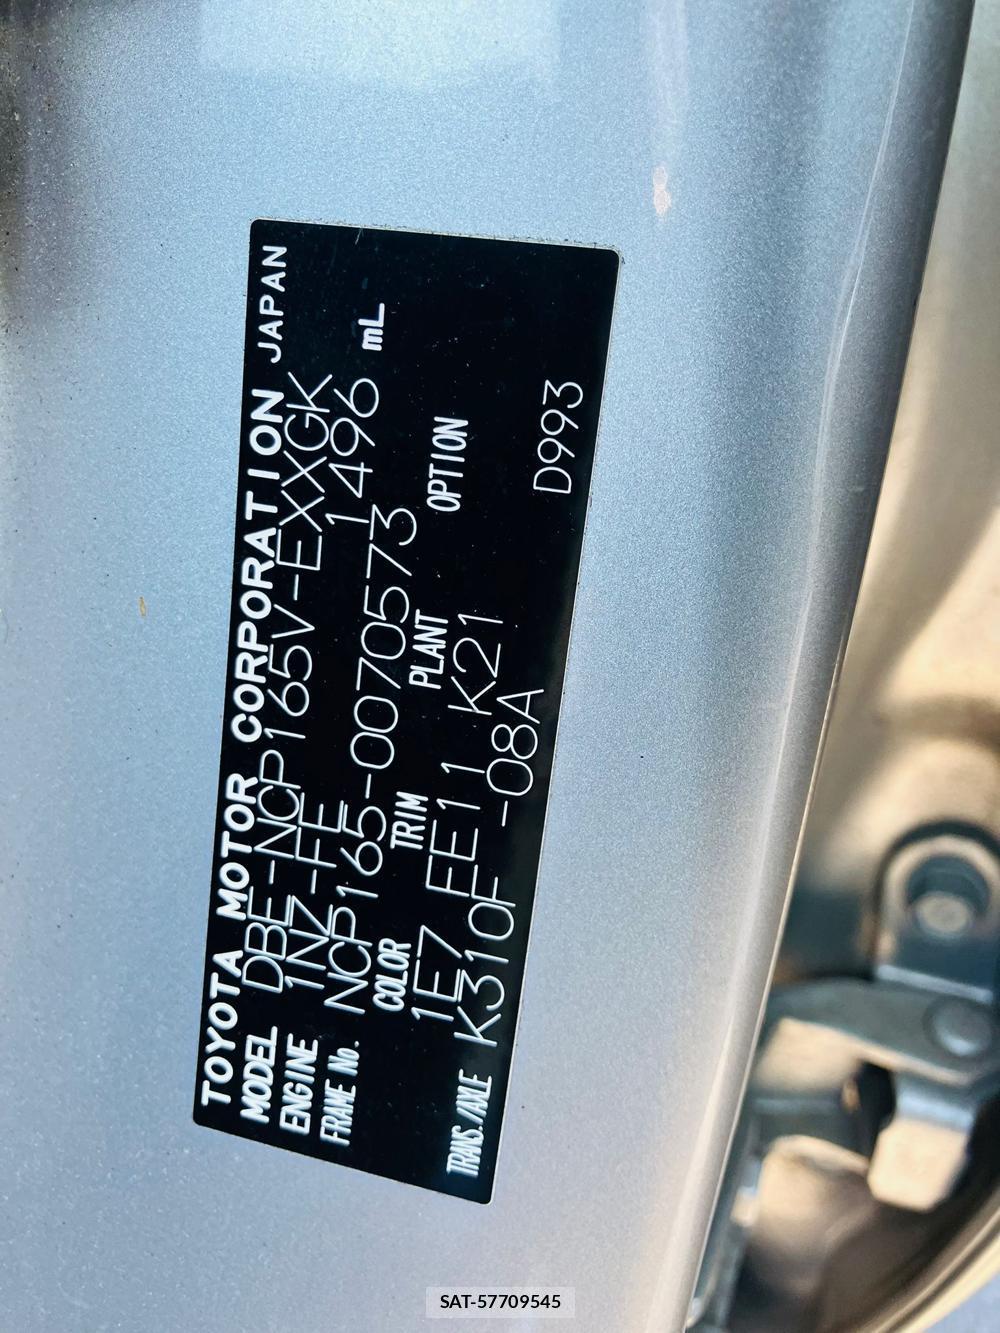 TOYOTA MOTOR CORPORATION JAPAN
MODEL DBE-NCP165V-EXXGK
ENGINE 1NZ-FE 1496 mL
FRAME No. NCP165-0070573
COLOR TRIM PLANT OPTION
1E7 FE11 K21
TRANS./AXLE K310F -08A D993
SAT-57709545